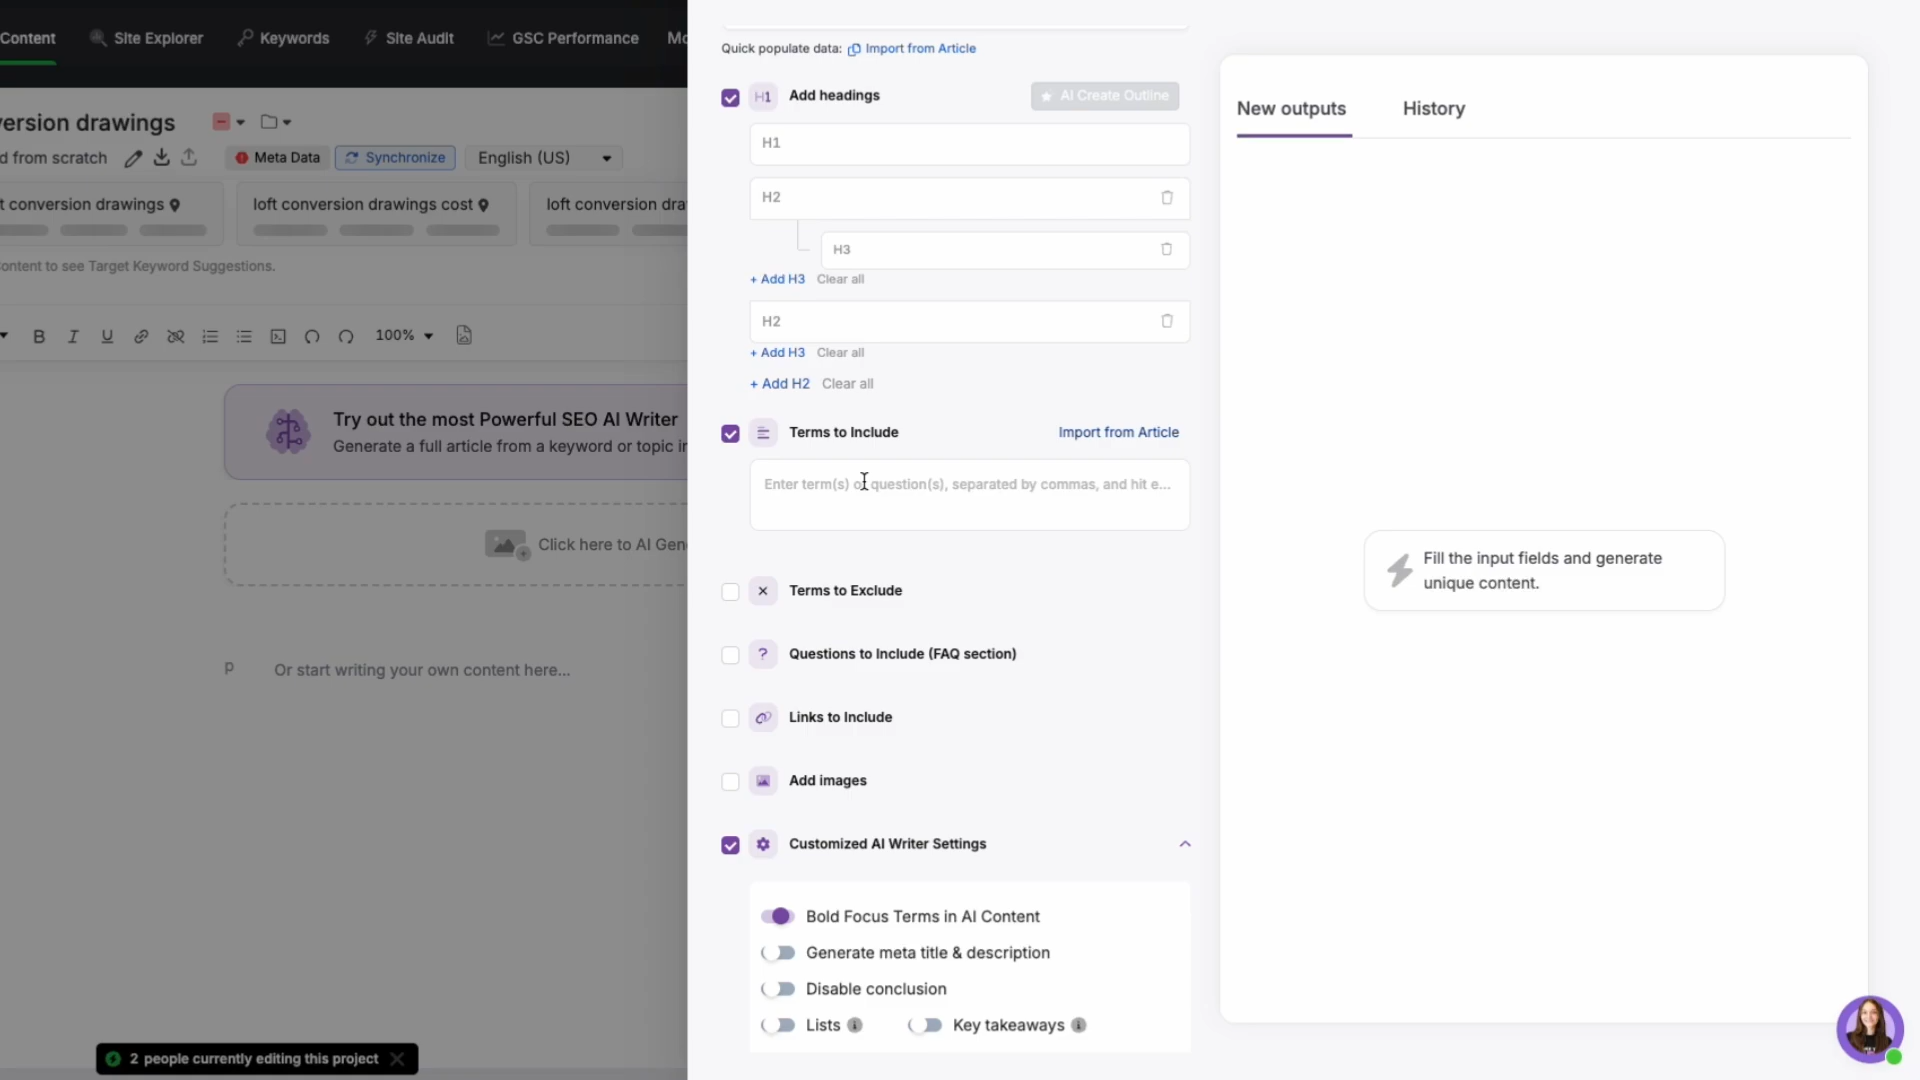 Content
Site Explorer
Keywords
Site Audit
GSC Performance
Mo
ersion drawings
d from scratch
Meta Data
Synchronize
English (US)
t conversion drawings
loft conversion drawings cost
loft conversion dra
ontent to see Target Keyword Suggestions.
B
I
U
100%
Try out the most Powerful SEO AI Writer
Generate a full article from a keyword or topic in
Click here to AI Gen
p
Or start writing your own content here...
2 people currently editing this project
Quick populate data:
Import from Article
H1
Add headings
AI Create Outline
H1
H2
H3
+ Add H3
Clear all
H2
+ Add H3
Clear all
+ Add H2
Clear all
Terms to Include
Import from Article
Enter term(s) or question(s), separated by commas, and hit e...
Terms to Exclude
?
Questions to Include (FAQ section)
Links to Include
Add images
Customized AI Writer Settings
Bold Focus Terms in AI Content
Generate meta title & description
Disable conclusion
Lists
Key takeaways
New outputs
History
Fill the input fields and generate
unique content.